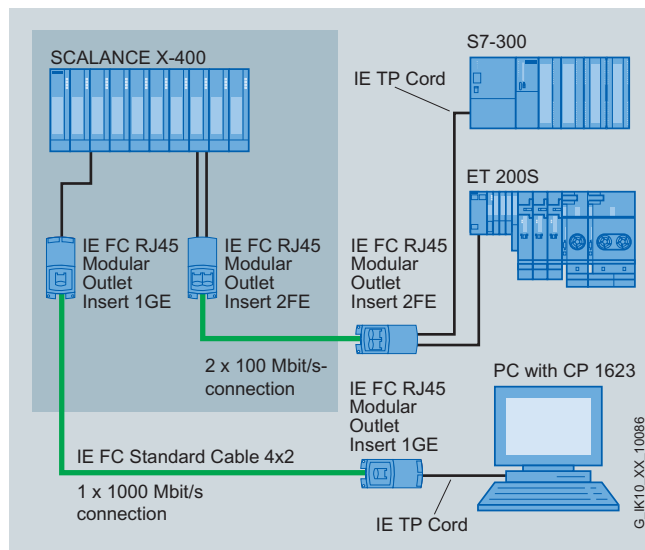 SCALANCE X-400
S7-300
IE TP Cord
ET 200S
IE FC RJ45
Modular
Outlet
Insert 1GE
IE FC RJ45
Modular
Outlet
Insert 2FE
IE FC RJ45
Modular
Outlet
Insert 2FE
2 x 100 Mbit/s-
connection
PC with CP 1623
IE FC RJ45
Modular
Outlet
Insert 1GE
IE FC Standard Cable 4x2
1 x 1000 Mbit/s
connection
IE TP Cord
G_IK10_XX_10086